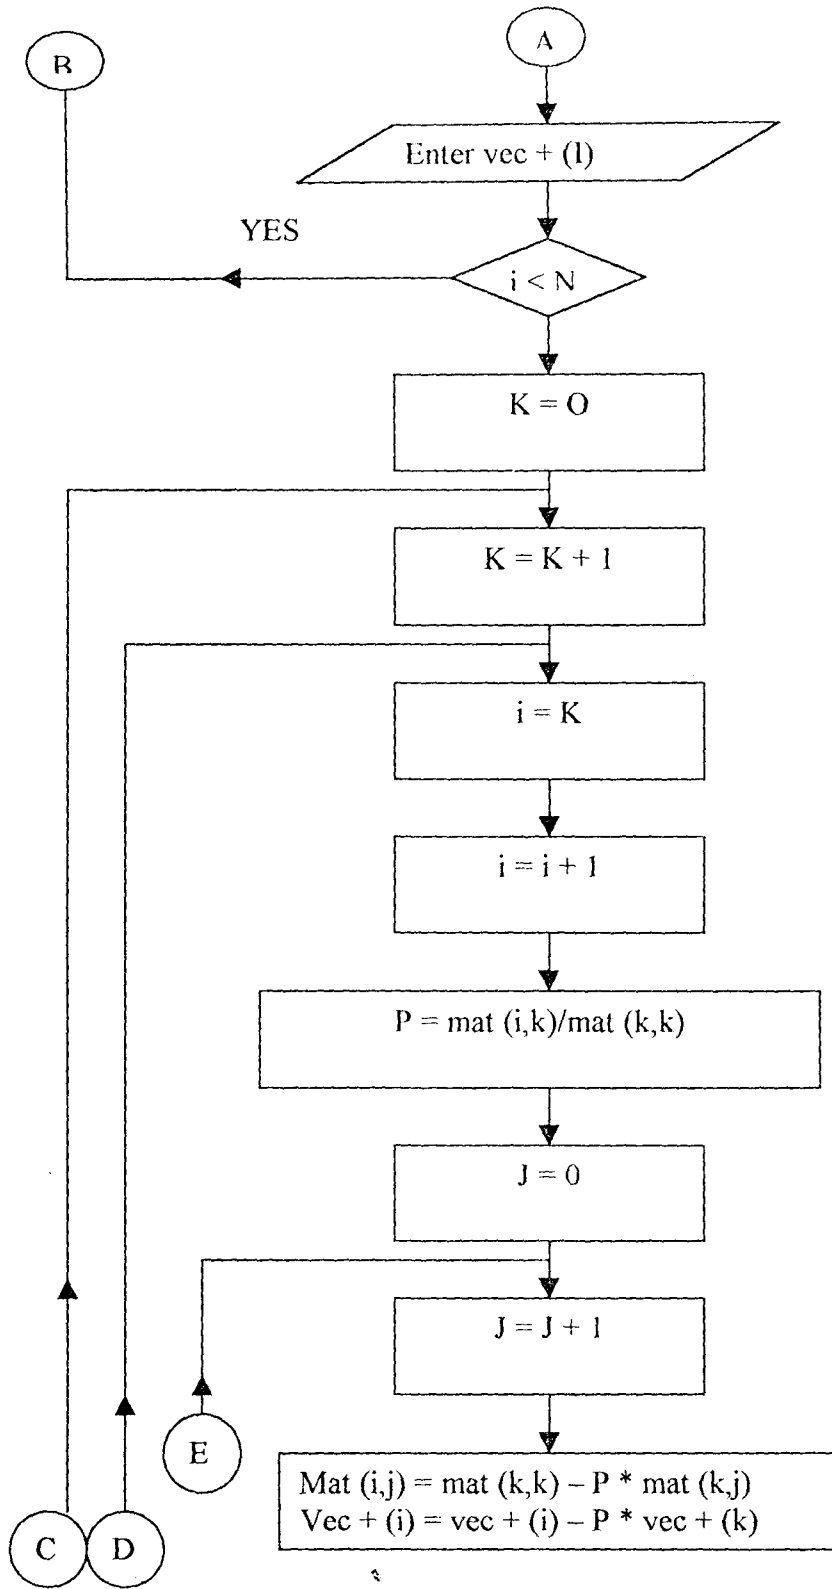 B
A
Enter vec + (l)
YES
i < N
K = O
K = K + 1
i = K
i = i + 1
P = mat (i,k)/mat (k,k)
J = 0
J = J + 1
E
Mat (i,j) = mat (k,k) – P * mat (k,j)
Vec + (i) = vec + (i) – P * vec + (k)
C
D